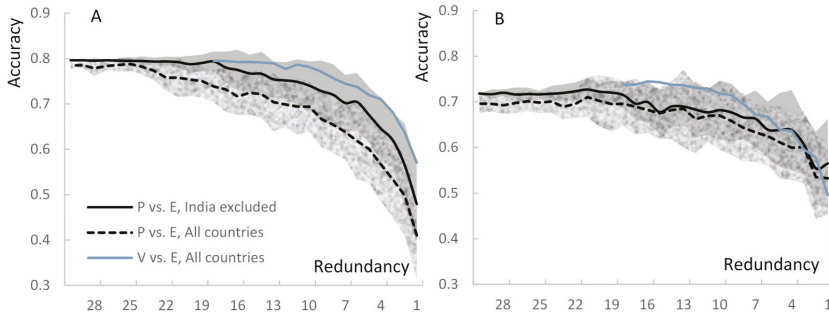 A
B
Accuracy
Accuracy
0.9
0.8
0.7
0.6
0.5
0.4
0.3
0.9
0.8
0.7
0.6
0.5
0.4
0.3
P vs. E, India excluded
P vs. E, All countries
V vs. E, All countries
Redundancy
Redundancy
28 25 22 19 16 13 10 7 4 1
28 25 22 19 16 13 10 7 4 1